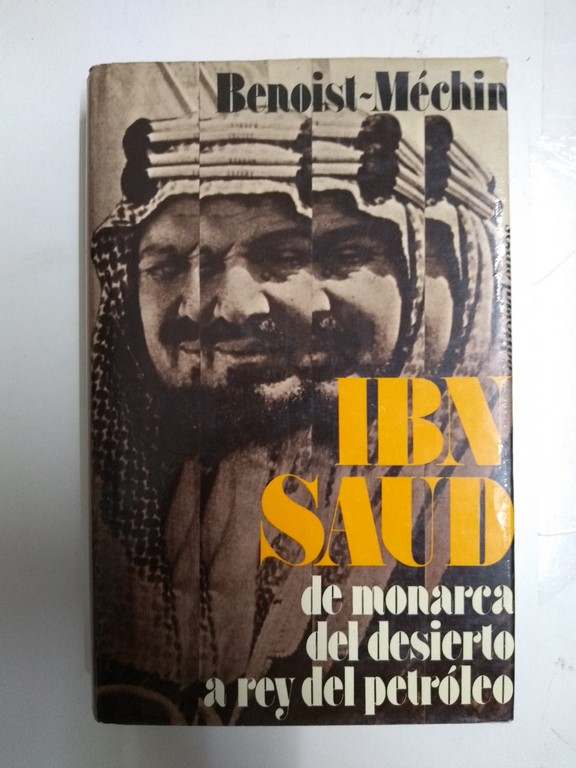 Benoist-Méchin
IBN
SAUD
de monarca
del desierto
a rey del petróleo